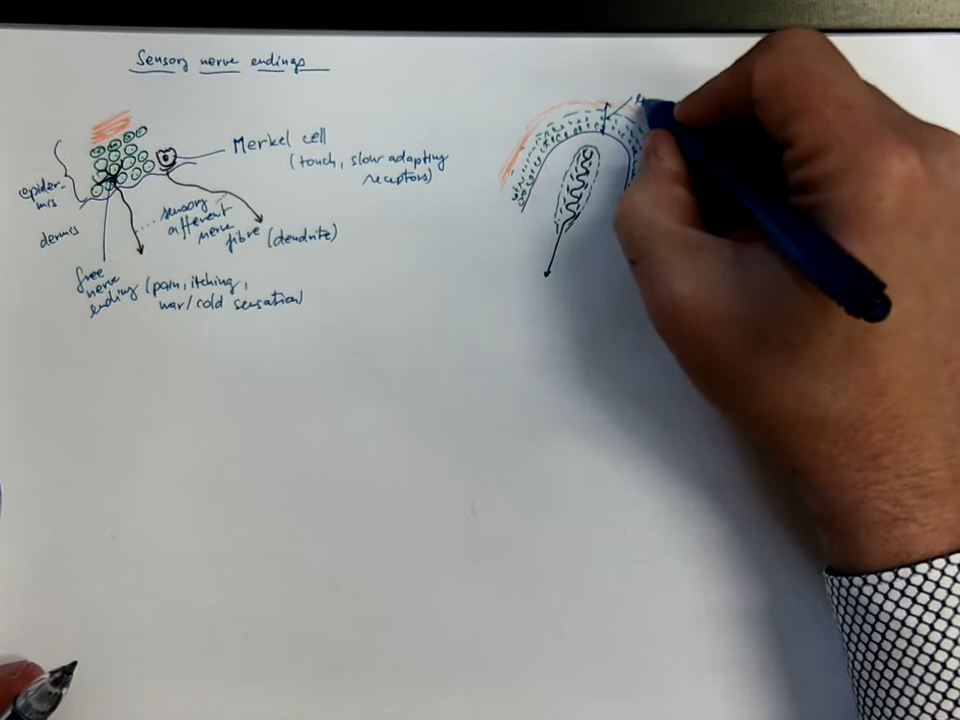 Sensory nerve endings
Merkel cell
(touch, slow adapting
receptors)
epider-
mis
dermis
sensory
afferent
nerve
fibre (dendrite)
free
nerve
ending (pain, itching,
war/cold sensation)